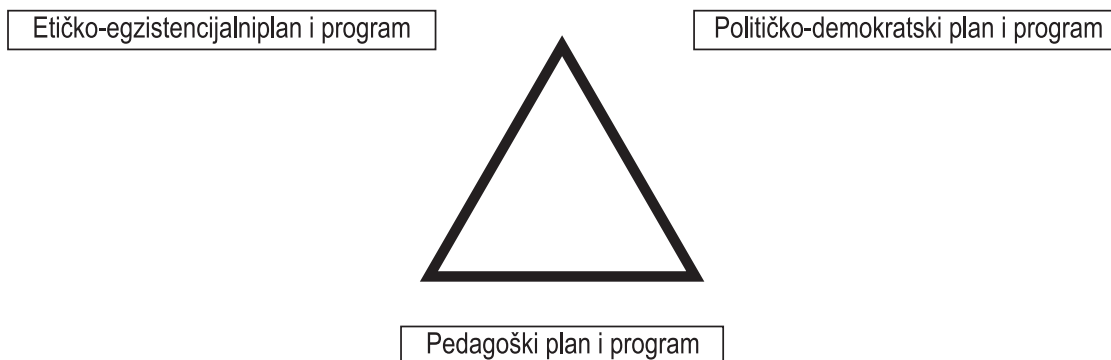 Etičko-egzistencijalniplan i program
Političko-demokratski plan i program
Pedagoški plan i program